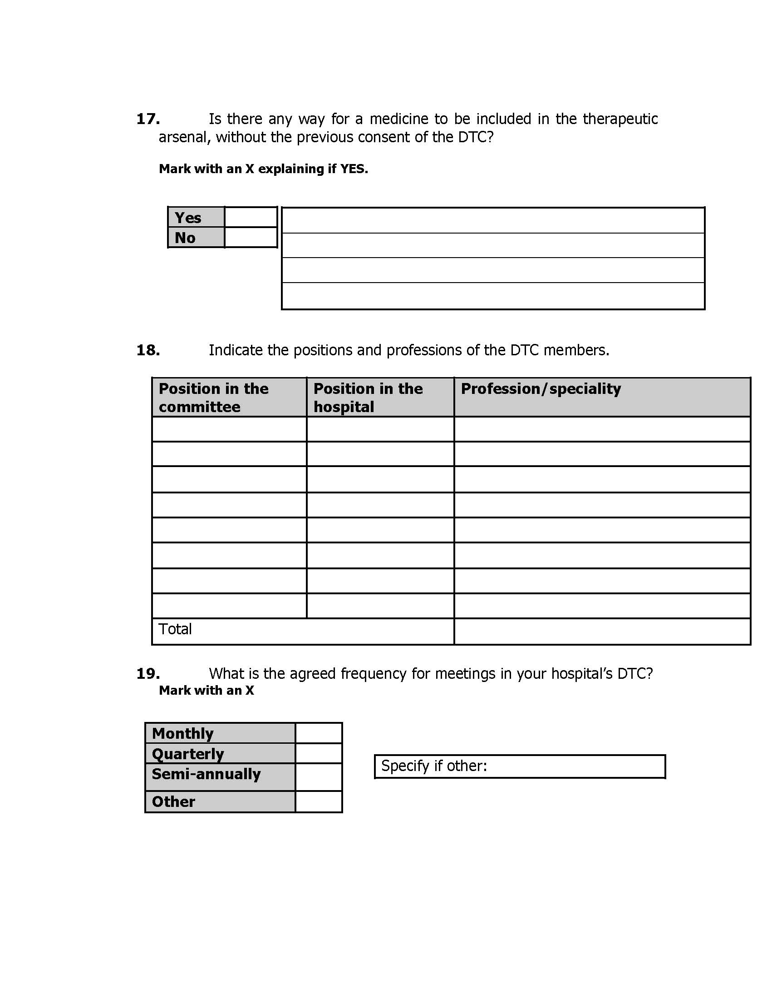 17. Is there any way for a medicine to be included in the therapeutic
arsenal, without the previous consent of the DTC?
Mark with an X explaining if YES.
Yes
No
18. Indicate the positions and professions of the DTC members.
Position in the committee
Position in the hospital
Profession/speciality
Total
19. What is the agreed frequency for meetings in your hospital’s DTC?
Mark with an X
Monthly
Quarterly
Semi-annually
Other
Specify if other: